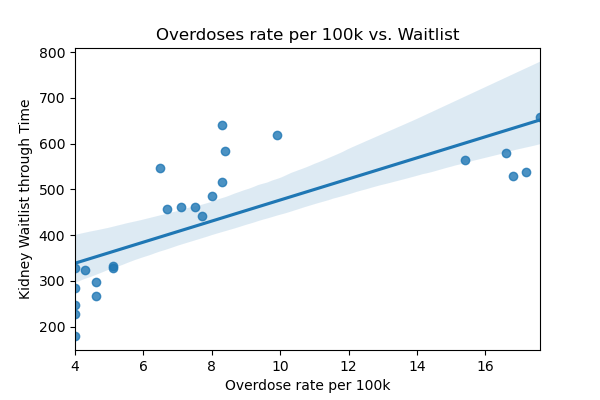 Overdoses rate per 100k vs. Waitlist
800
700
600
500
400
300
200
Kidney Waitlist through Time
4 6 8 10 12 14 16
Overdose rate per 100k